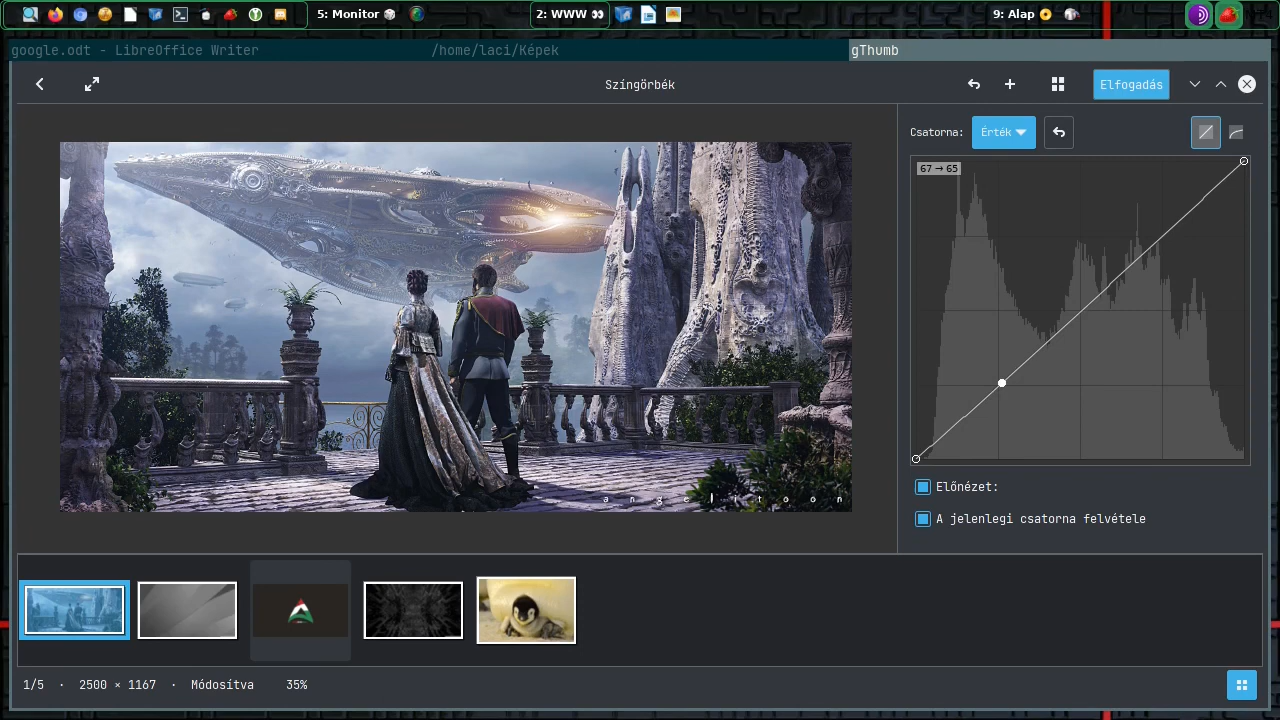 5: Monitor
2: WWW
9: Alap
google.odt - LibreOffice Writer
/home/laci/Képek
gThumb
Színgörbék
Elfogadás
Csatorna:
Érték
67 → 65
angelitoon
Előnézet:
A jelenlegi csatorna felvétele
1/5 · 2500 × 1167 · Módosítva 35%